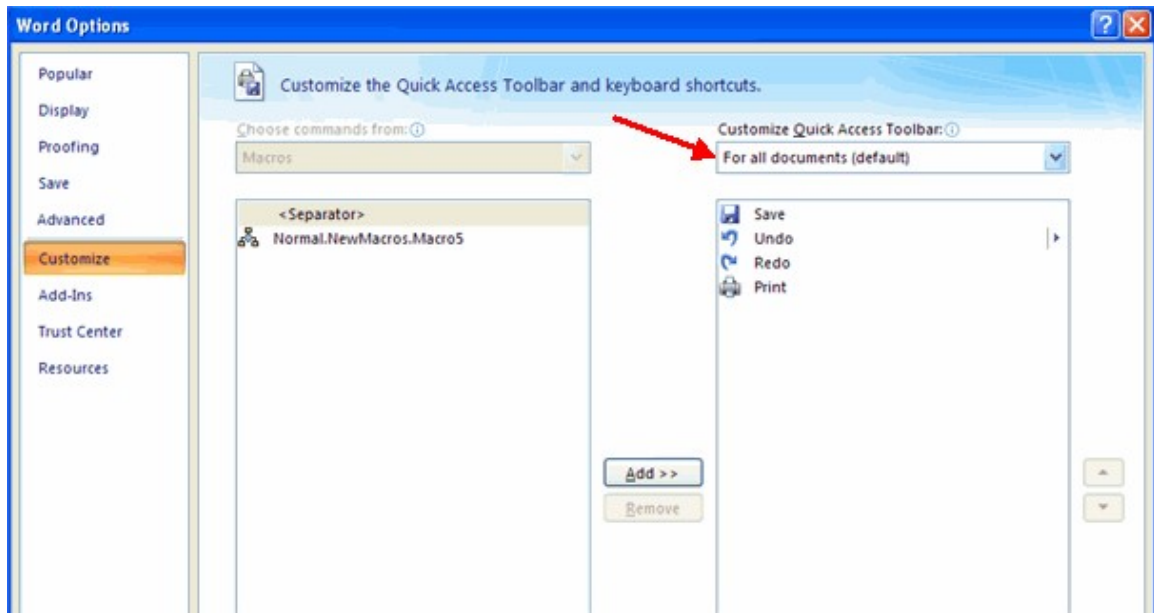 Word Options
Popular
Display
Proofing
Save
Advanced
Customize
Add-Ins
Trust Center
Resources
Customize the Quick Access Toolbar and keyboard shortcuts.
Choose commands from:
Macros
<Separator>
Normal.NewMacros.Macro5
Add >>
Remove
Customize Quick Access Toolbar:
For all documents (default)
Save
Undo
Redo
Print